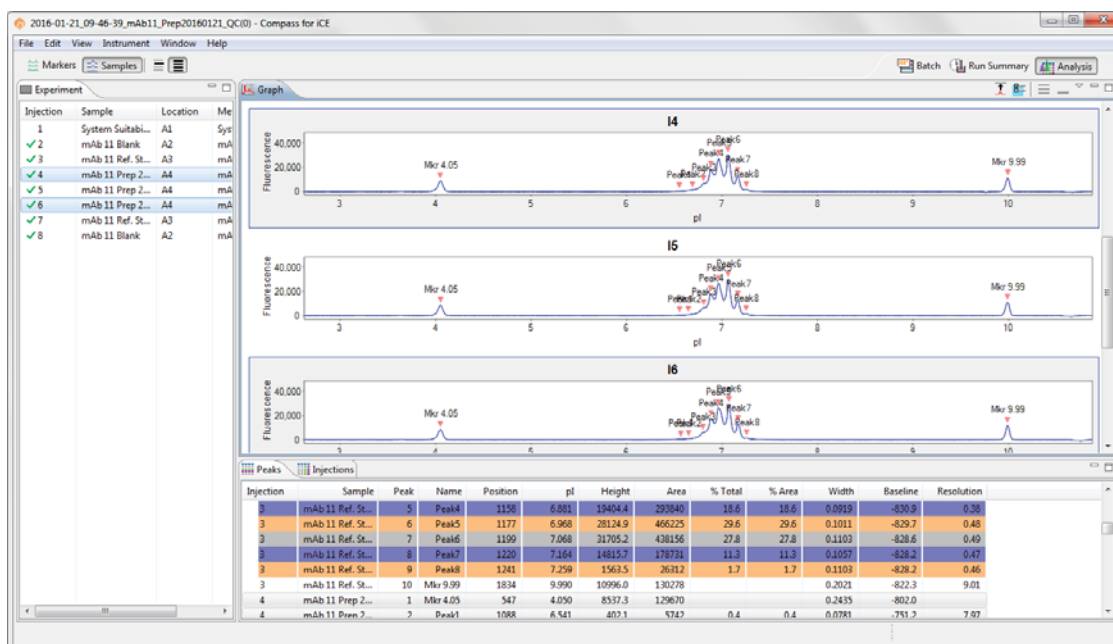 2016-01-21_09-46-39_mAb11_Prep20160121_QC(0) - Compass for iCE
File Edit View Instrument Window Help
Markers Samples Batch Run Summary Analysis
Experiment
Injection Sample Location Me
1 System Suitabi... A1 Sys
2 mAb 11 Blank A2 mA
3 mAb 11 Ref. St... A3 mA
4 mAb 11 Prep 2... A4 mA
5 mAb 11 Prep 2... A4 mA
6 mAb 11 Prep 2... A4 mA
7 mAb 11 Ref. St... A3 mA
8 mAb 11 Blank A2 mA
Graph
I4
Fluorescence
40,000
20,000
0
Mkr 4.05
Peak6
Peak7
Peak8
Mkr 9.99
3 4 5 6 7 8 9 10
pI
I5
Fluorescence
40,000
20,000
0
Mkr 4.05
Peak6
Peak4
Peak7
Peak8
Mkr 9.99
3 4 5 6 7 8 9 10
pI
I6
Fluorescence
40,000
20,000
0
Mkr 4.05
Peak6
Peak4
Peak7
Peak8
Mkr 9.99
3 4 5 6 7 8 9 10
Peaks Injections
Injection Sample Peak Name Position pI Height Area % Total % Area Width Baseline Resolution
3 mAb 11 Ref. St... 5 Peak4 1158 6.881 19404.4 293840 18.6 18.6 0.0919 -830.9 0.38
3 mAb 11 Ref. St... 6 Peak5 1177 6.968 28124.9 466225 29.6 29.6 0.1011 -829.7 0.48
3 mAb 11 Ref. St... 7 Peak6 1199 7.068 31705.2 438156 27.8 27.8 0.1103 -828.6 0.49
3 mAb 11 Ref. St... 8 Peak7 1220 7.164 14815.7 178731 11.3 11.3 0.1057 -828.2 0.47
3 mAb 11 Ref. St... 9 Peak8 1241 7.259 1563.5 26312 1.7 1.7 0.1103 -828.2 0.46
3 mAb 11 Ref. St... 10 Mkr 9.99 1834 9.990 10996.0 130278 0.2021 -822.3 9.01
4 mAb 11 Prep 2... 1 Mkr 4.05 547 4.050 8537.3 129670 0.2435 -802.0
4 mAb 11 Prep 2... 2 Peak1 1088 6.541 402.1 5742 0.4 0.4 0.0781 -751.2 7.97